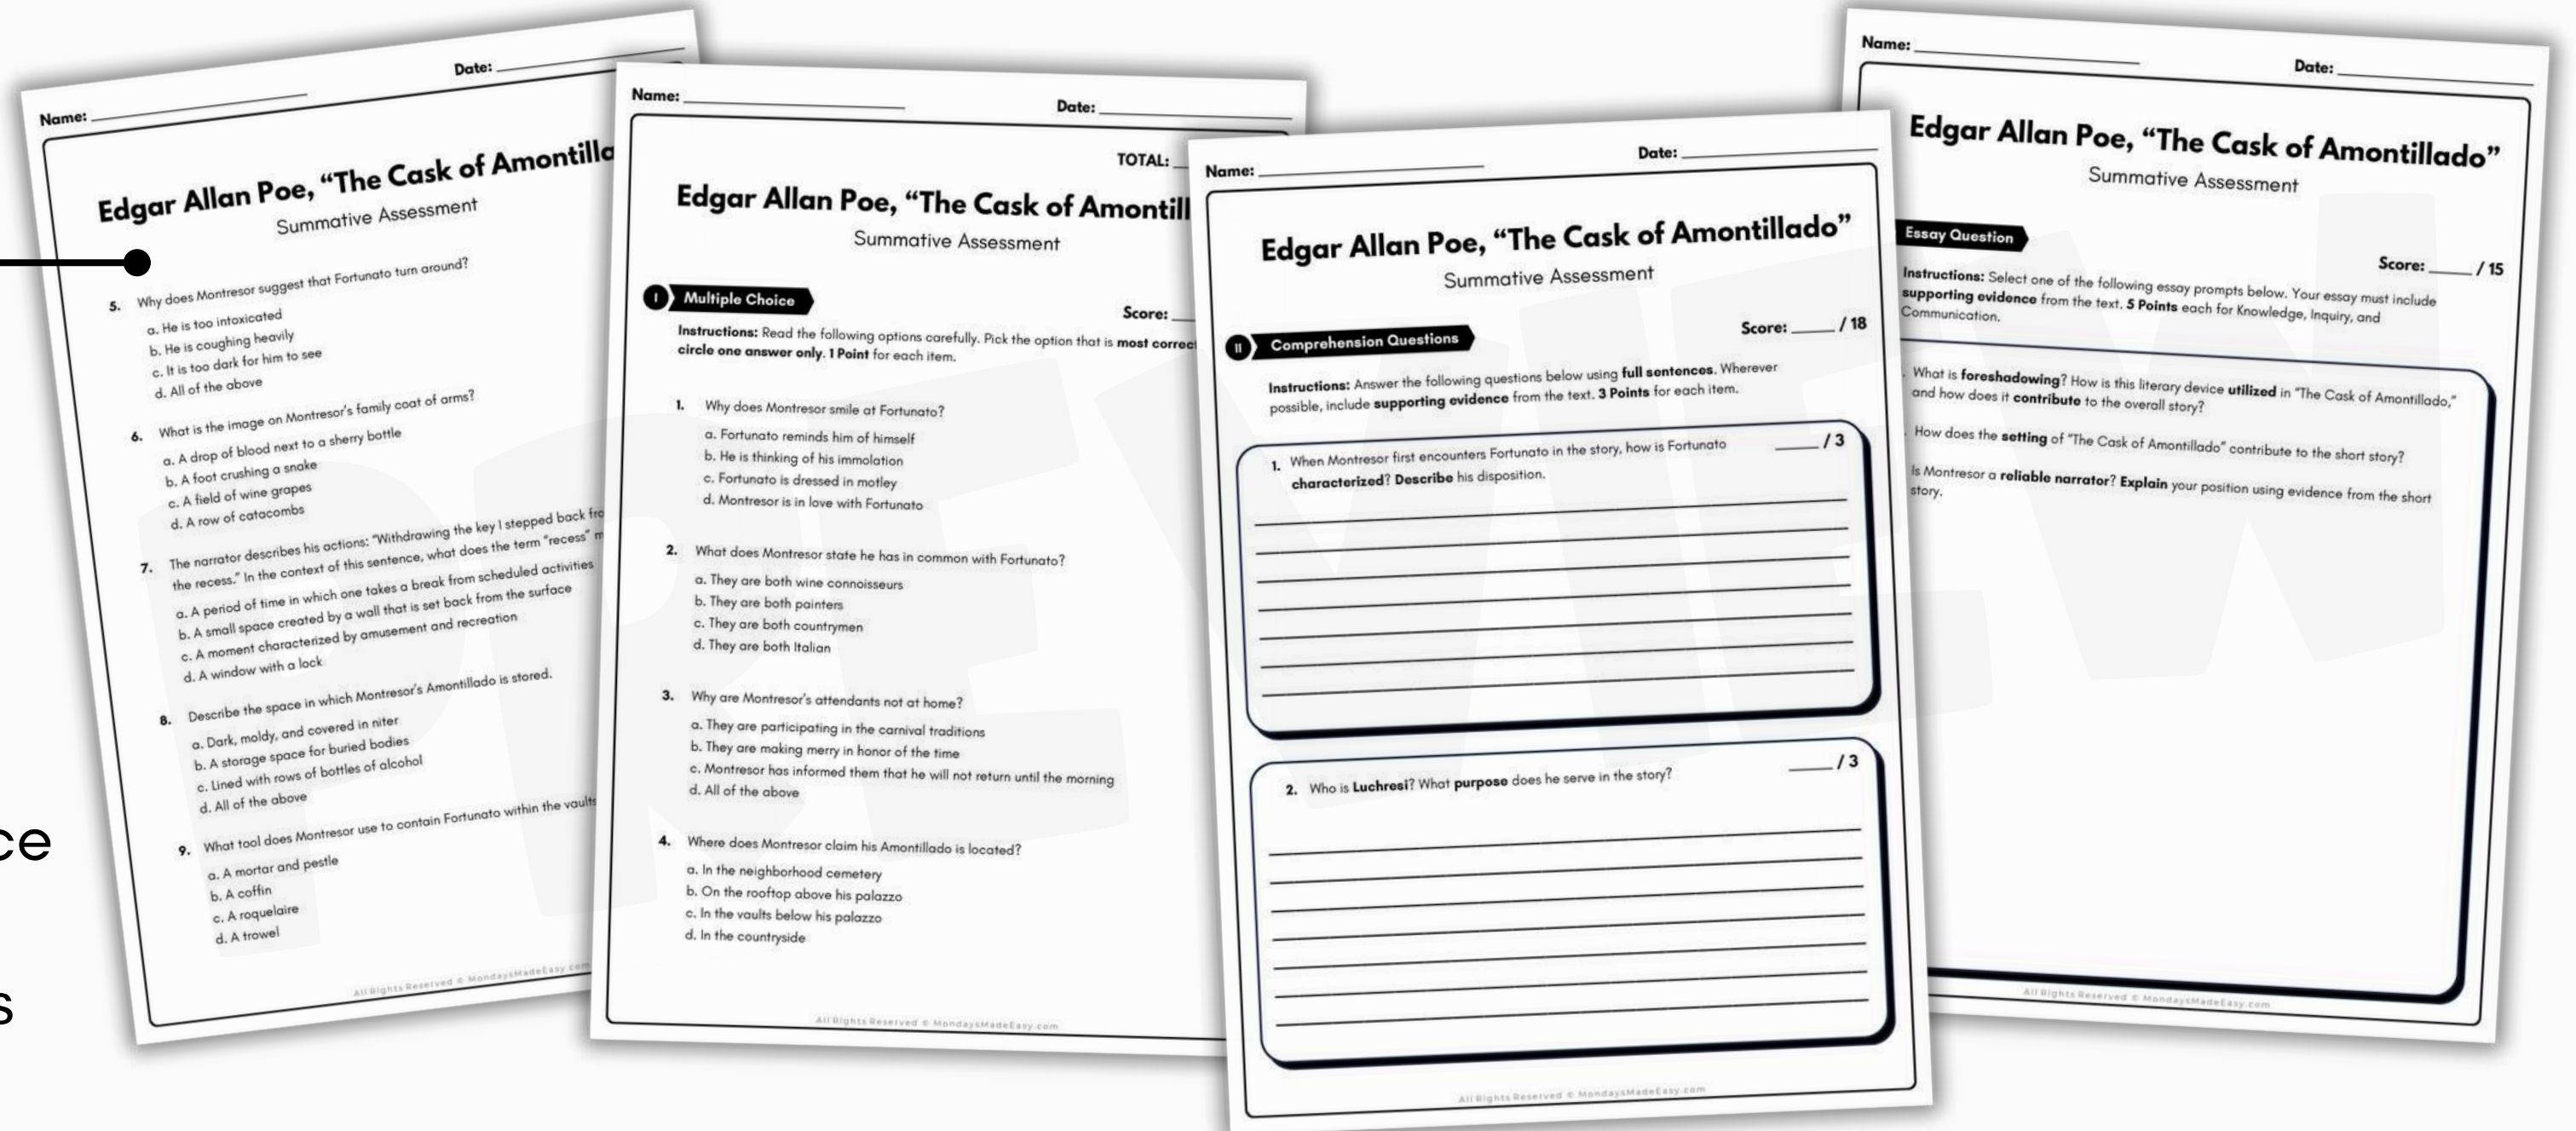 Name:
Date:
Edgar Allan Poe, “The Cask of Amontilla
Summative Assessment
5. Why does Montresor suggest that Fortunato turn around?
a. He is too intoxicated
b. He is coughing heavily
c. It is too dark for him to see
d. All of the above
6. What is the image on Montresor's family coat of arms?
a. A drop of blood next to a sherry bottle
b. A foot crushing a snake
c. A field of wine grapes
d. A row of catacombs
7. The narrator describes his actions: “Withdrawing the key I stepped back fro
the recess.” In the context of this sentence, what does the term “recess” m
a. A period of time in which one takes a break from scheduled activities
b. A small space created by a wall that is set back from the surface
c. A moment characterized by amusement and recreation
d. A window with a lock
8. Describe the space in which Montresor's Amontillado is stored.
a. Dark, moldy, and covered in niter
b. A storage space for buried bodies
c. Lined with rows of bottles of alcohol
d. All of the above
9. What tool does Montresor use to contain Fortunato within the vaults
a. A mortar and pestle
b. A coffin
c. A roquelaire
d. A trowel
All Rights Reserved © MondaysMadeEasy.com
ce
s
Name:
Date:
TOTAL:
Edgar Allan Poe, “The Cask of Amontill
Summative Assessment
I Multiple Choice
Score:
Instructions: Read the following options carefully. Pick the option that is most correc
circle one answer only. 1 Point for each item.
1. Why does Montresor smile at Fortunato?
a. Fortunato reminds him of himself
b. He is thinking of his immolation
c. Fortunato is dressed in motley
d. Montresor is in love with Fortunato
2. What does Montresor state he has in common with Fortunato?
a. They are both wine connoisseurs
b. They are both painters
c. They are both countrymen
d. They are both Italian
3. Why are Montresor's attendants not at home?
a. They are participating in the carnival traditions
b. They are making merry in honor of the time
c. Montresor has informed them that he will not return until the morning
d. All of the above
4. Where does Montresor claim his Amontillado is located?
a. In the neighborhood cemetery
b. On the rooftop above his palazzo
c. In the vaults below his palazzo
d. In the countryside
All Rights Reserved © MondaysMadeEasy.com
Name:
Date:
Edgar Allan Poe, “The Cask of Amontillado”
Summative Assessment
II Comprehension Questions
Score: / 18
Instructions: Answer the following questions below using full sentences. Wherever
possible, include supporting evidence from the text. 3 Points for each item.
1. When Montresor first encounters Fortunato in the story, how is Fortunato
characterized? Describe his disposition.
/ 3
2. Who is Luchresi? What purpose does he serve in the story?
/ 3
All Rights Reserved © MondaysMadeEasy.com
Name:
Date:
Edgar Allan Poe, “The Cask of Amontillado”
Summative Assessment
Essay Question
Score: / 15
Instructions: Select one of the following essay prompts below. Your essay must include
supporting evidence from the text. 5 Points each for Knowledge, Inquiry, and
Communication.
. What is foreshadowing? How is this literary device utilized in “The Cask of Amontillado,”
and how does it contribute to the overall story?
. How does the setting of “The Cask of Amontillado” contribute to the short story?
Is Montresor a reliable narrator? Explain your position using evidence from the short
story.
All Rights Reserved © MondaysMadeEasy.com
PREVIEW